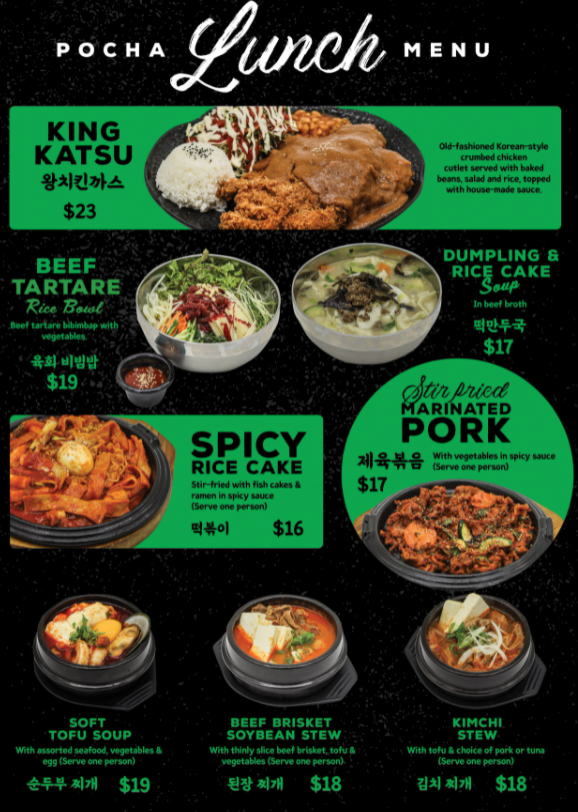 POCHA Lunch MENU
KING
KATSU
왕치킨까스
$23
Old-fashioned Korean-style
crumbed chicken
cutlet served with baked
beans, salad and rice, topped
with house-made sauce.
BEEF
TARTARE
Rice Bowl
Beef tartare bibimbap with
vegetables.
육회 비빔밥
$19
DUMPLING &
RICE CAKE
Soup
In beef broth
떡만두국
$17
Stir fried
MARINATED
PORK
제육볶음
With vegetables in spicy sauce
(Serve one person)
$17
SPICY
RICE CAKE
Stir-fried with fish cakes &
ramen in spicy sauce
(Serve one person)
떡볶이 $16
SOFT
TOFU SOUP
With assorted seafood, vegetables &
egg (Serve one person)
순두부 찌개 $19
BEEF BRISKET
SOYBEAN STEW
With thinly slice beef brisket, tofu &
vegetables (Serve one person)
된장 찌개 $18
KIMCHI
STEW
With tofu & choice of pork or tuna
(Serve one person)
김치 찌개 $18